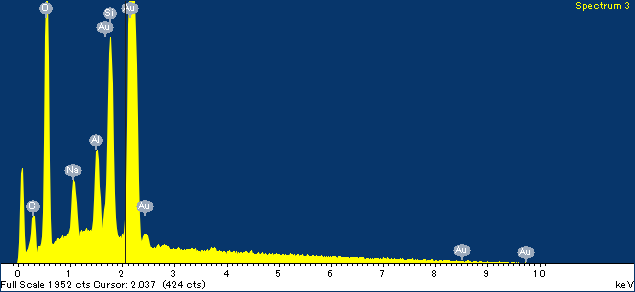 Spectrum 3
O
Au
Si
Au
Al
Na
C
Au
Au
Au
0 1 2 3 4 5 6 7 8 9 10
Full Scale 1952 cts Cursor: 2.037 (424 cts) keV